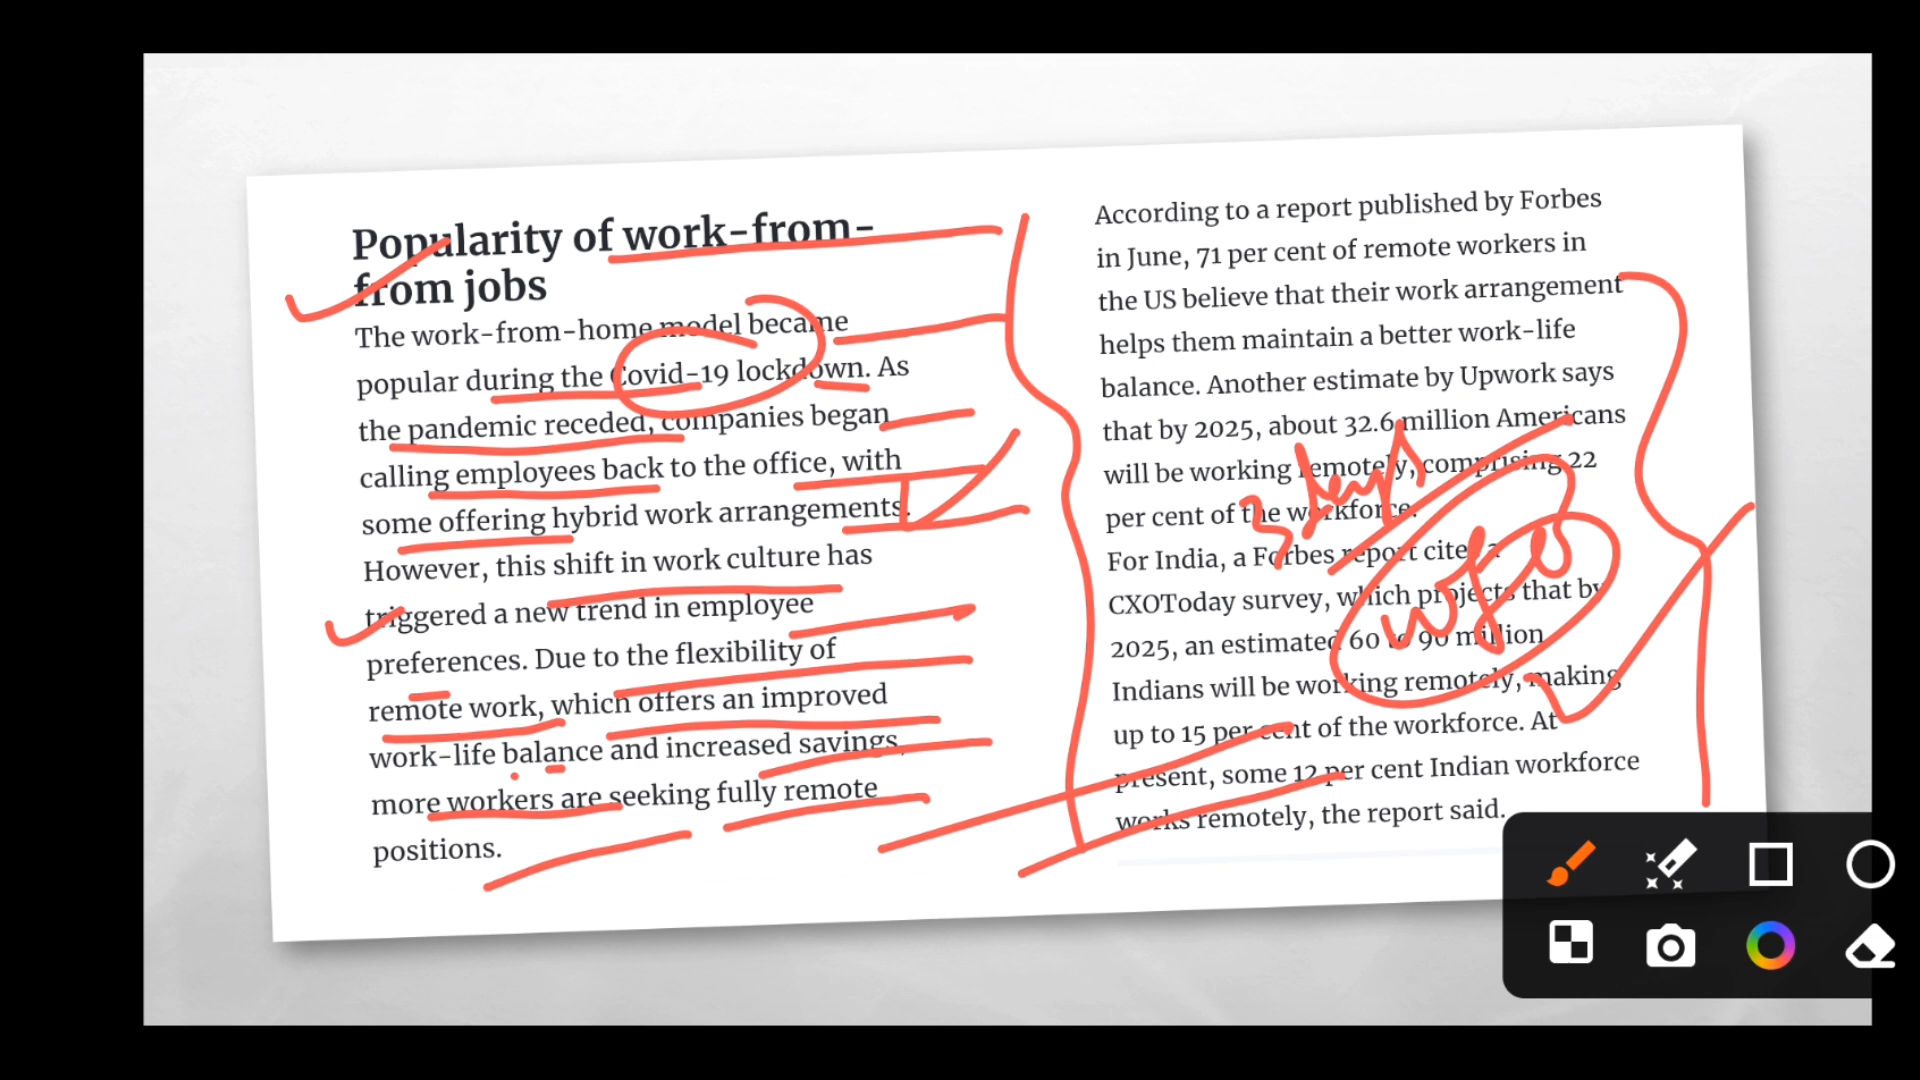 Popularity of work-from-
from jobs
The work-from-home model became
popular during the Covid-19 lockdown. As
the pandemic receded, companies began
calling employees back to the office, with
some offering hybrid work arrangements.
However, this shift in work culture has
triggered a new trend in employee
preferences. Due to the flexibility of
remote work, which offers an improved
work-life balance and increased savings,
more workers are seeking fully remote
positions.
According to a report published by Forbes
in June, 71 per cent of remote workers in
the US believe that their work arrangement
helps them maintain a better work-life
balance. Another estimate by Upwork says
that by 2025, about 32.6 million Americans
will be working remotely, comprising 22
per cent of the workforce.
For India, a Forbes report cited a
CXOToday survey, which projects that by
2025, an estimated 60 to 90 million
Indians will be working remotely, making
up to 15 per cent of the workforce. At
present, some 12 per cent Indian workforce
works remotely, the report said.
3 days
WFO